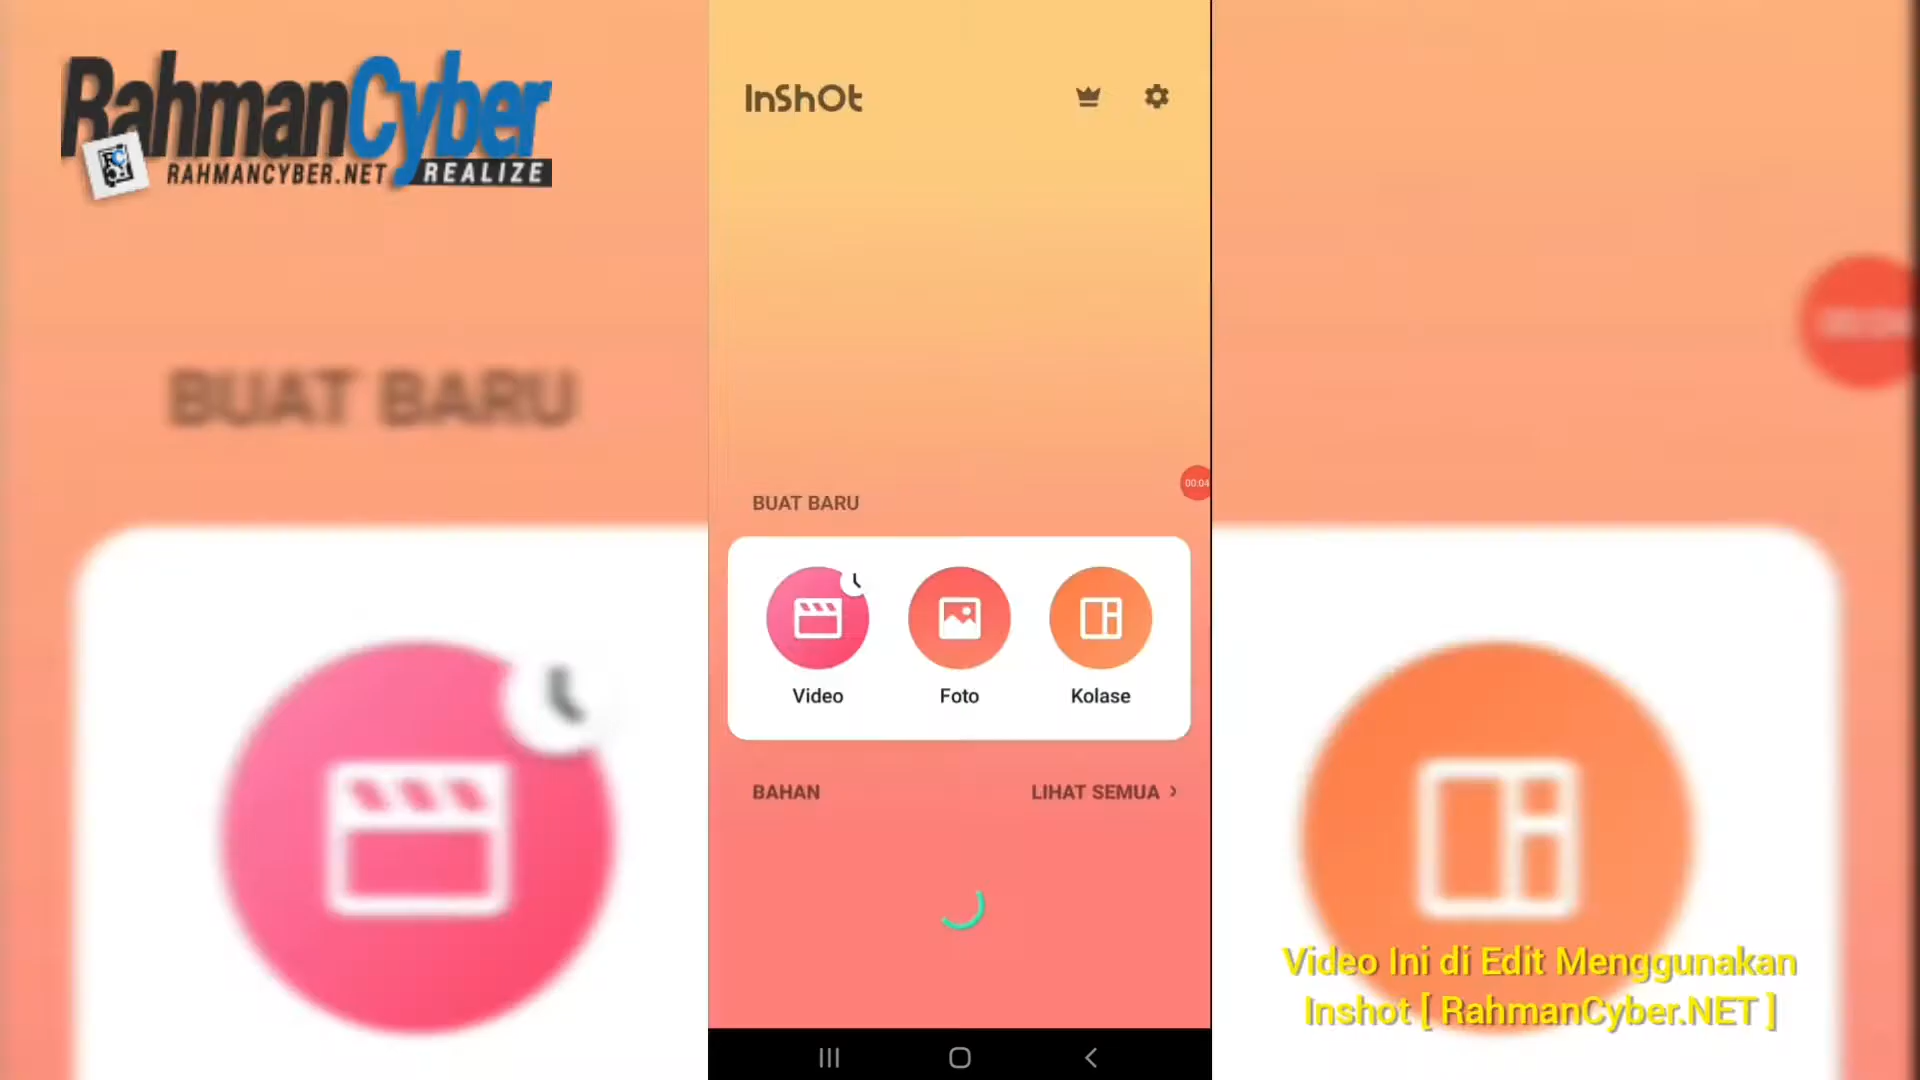 RahmanCyber
RAHMANCYBER.NET REALIZE
InShOt
BUAT BARU
BUAT BARU
00:04
Video
Foto
Kolase
BAHAN
LIHAT SEMUA >
Video Ini di Edit Menggunakan
Inshot [ RahmanCyber.NET ]